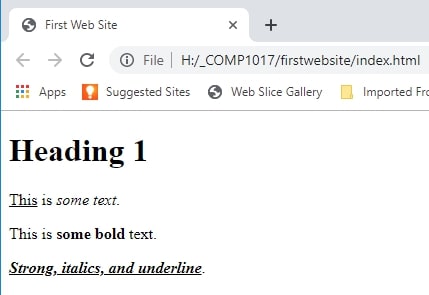 First Web Site
File | H:/_COMP1017/firstwebsite/index.html
Apps Suggested Sites Web Slice Gallery Imported Fro
Heading 1
This is some text.
This is some bold text.
Strong, italics, and underline.